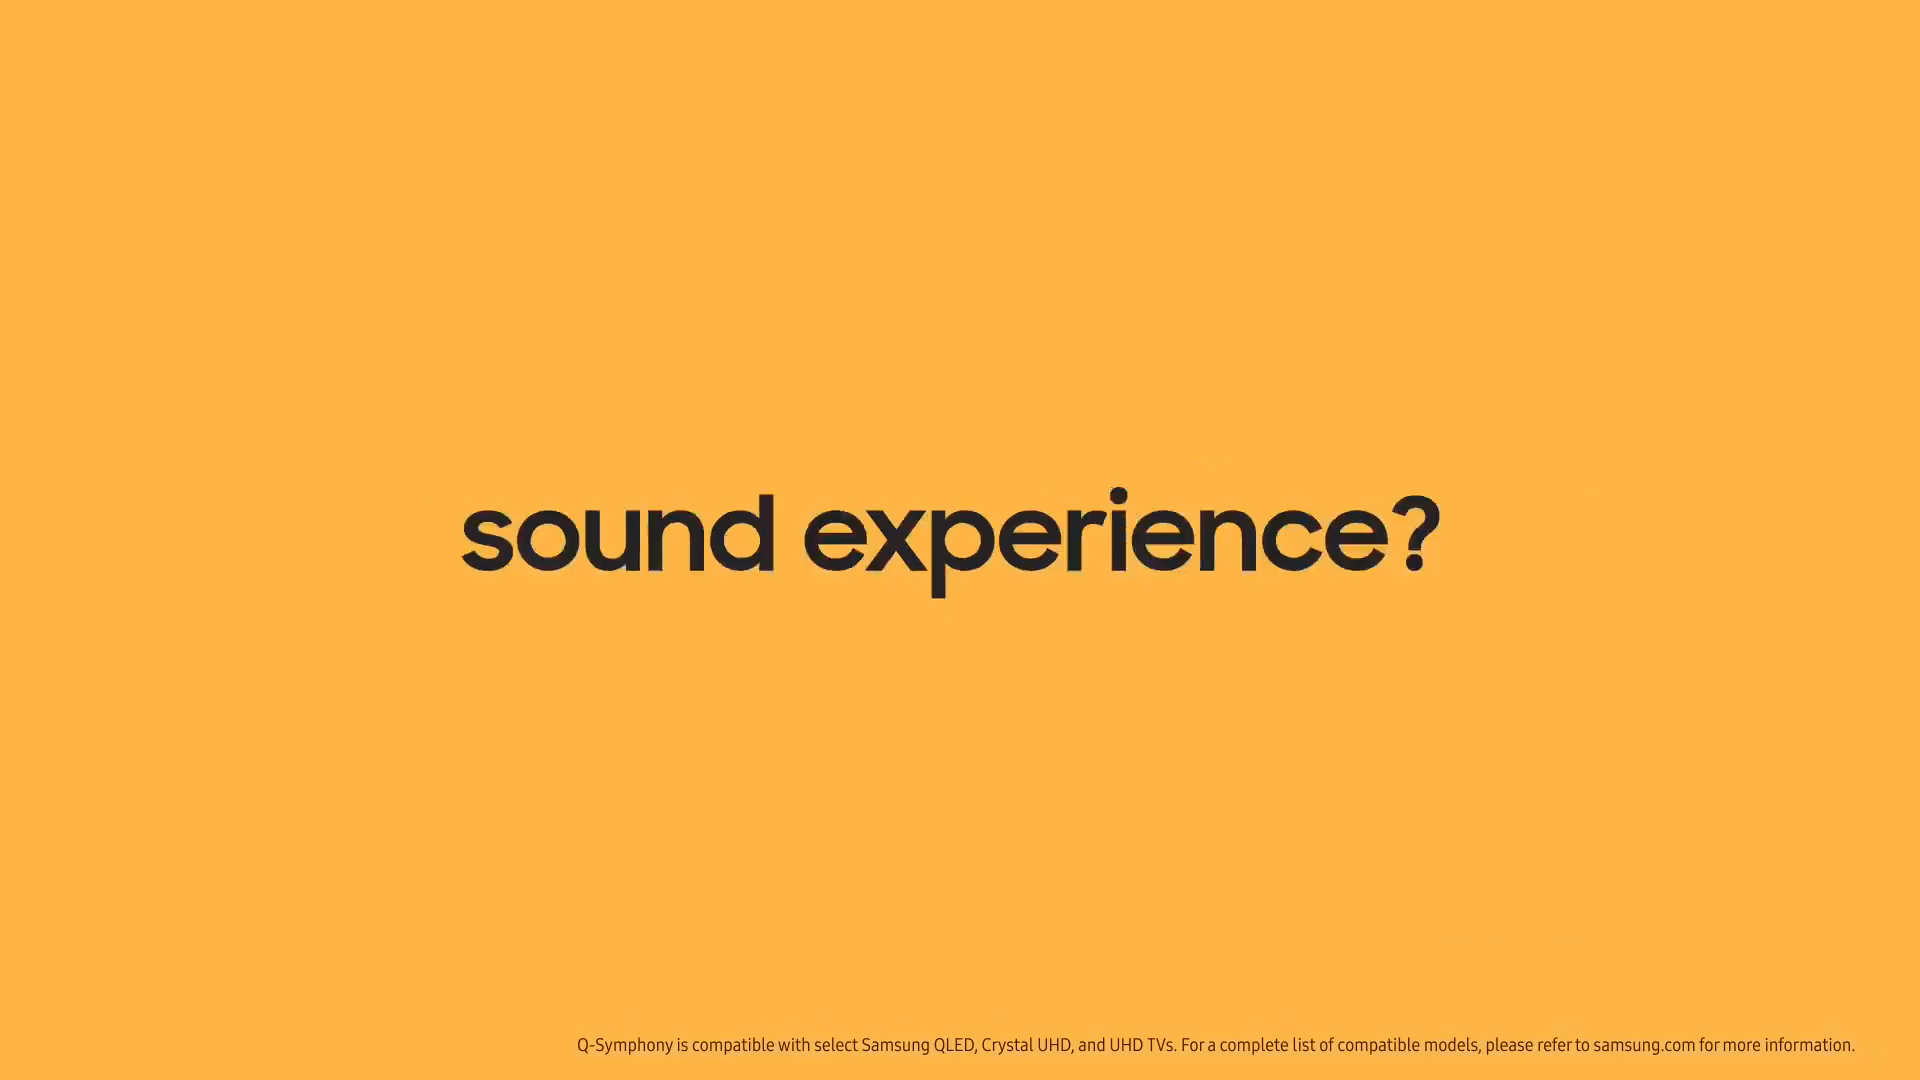 sound experience?
Q-Symphony is compatible with select Samsung QLED, Crystal UHD, and UHD TVs. For a complete list of compatible models, please refer to samsung.com for more information.